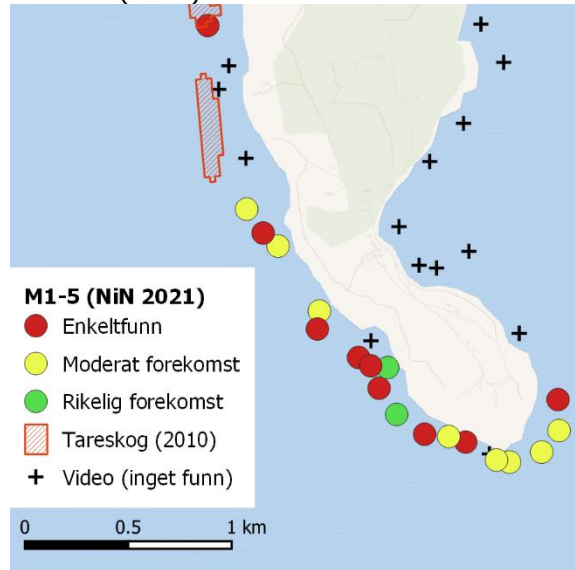 M1-5 (NiN 2021)
Enkeltfunn
Moderat forekomst
Rikelig forekomst
Tareskog (2010)
Video (inget funn)
0 0.5 1 km